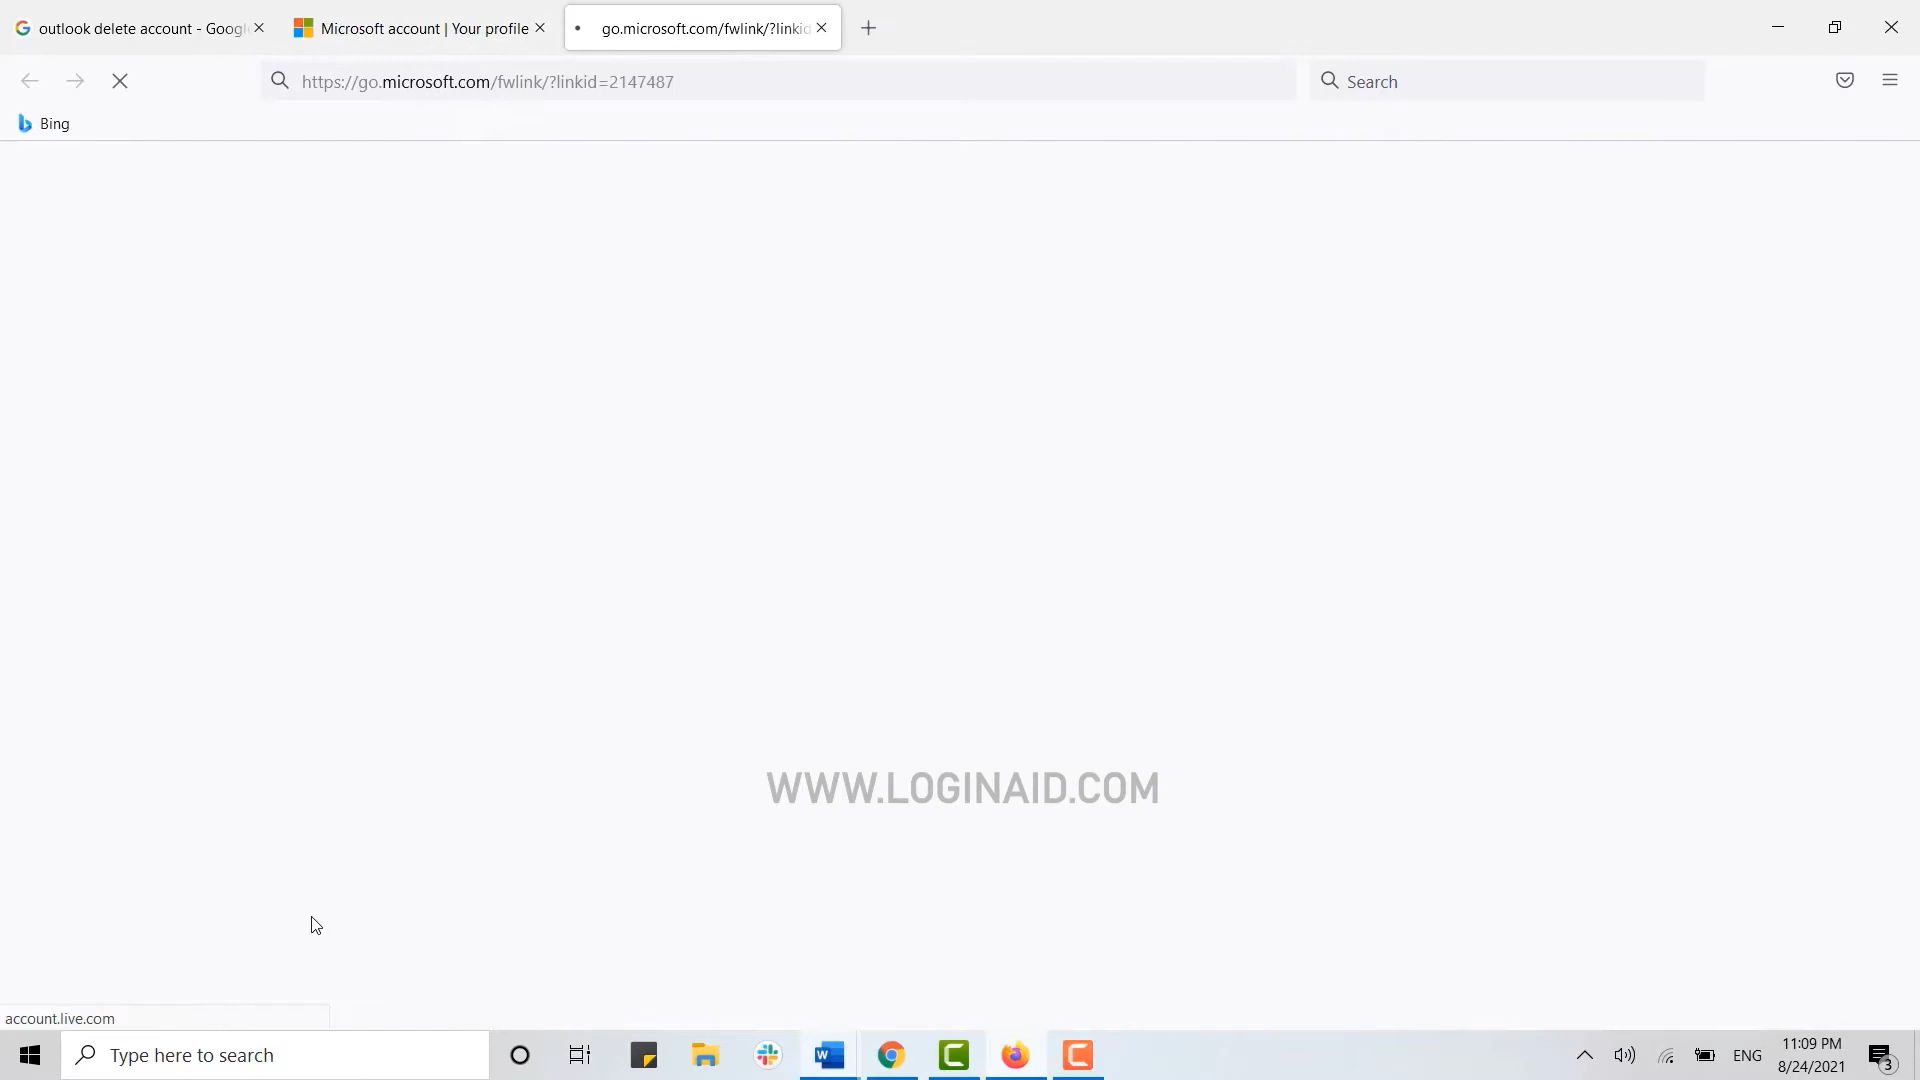 outlook delete account - Googl
Microsoft account | Your profile
go.microsoft.com/fwlink/?linkid
https://go.microsoft.com/fwlink/?linkid=2147487
Search
Bing
WWW.LOGINAID.COM
account.live.com
Type here to search
ENG
11:09 PM
8/24/2021
3